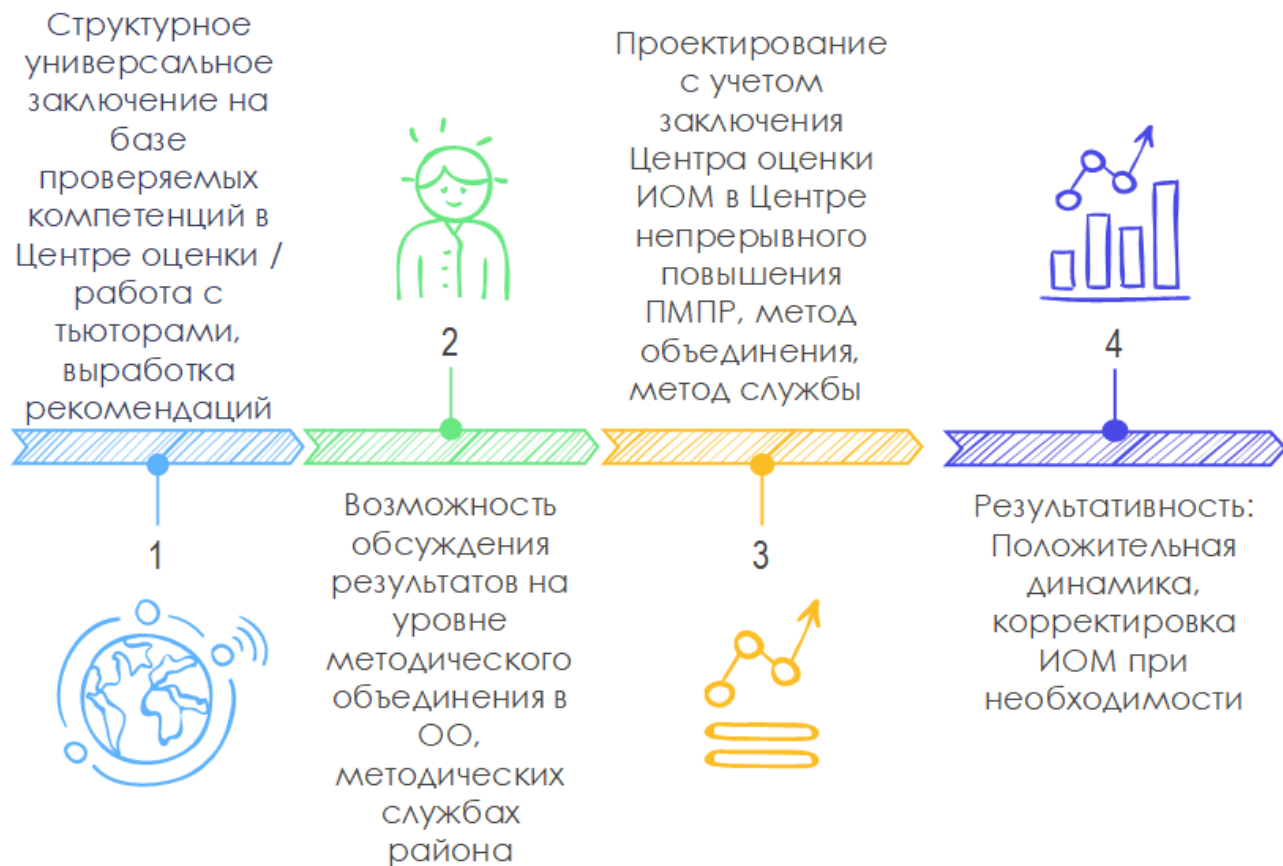 Структурное
универсальное
заключение на
базе
проверяемых
компетенций в
Центре оценки /
работа с
тьюторами,
выработка
рекомендаций
1
2
Возможность
обсуждения
результатов на
уровне
методического
объединения в
ОО,
методических
службах
района
Проектирование
с учетом
заключения
Центра оценки
ИОМ в Центре
непрерывного
повышения
ПМПР, метод
объединения,
метод службы
3
4
Результативность:
Положительная
динамика,
корректировка
ИОМ при
необходимости